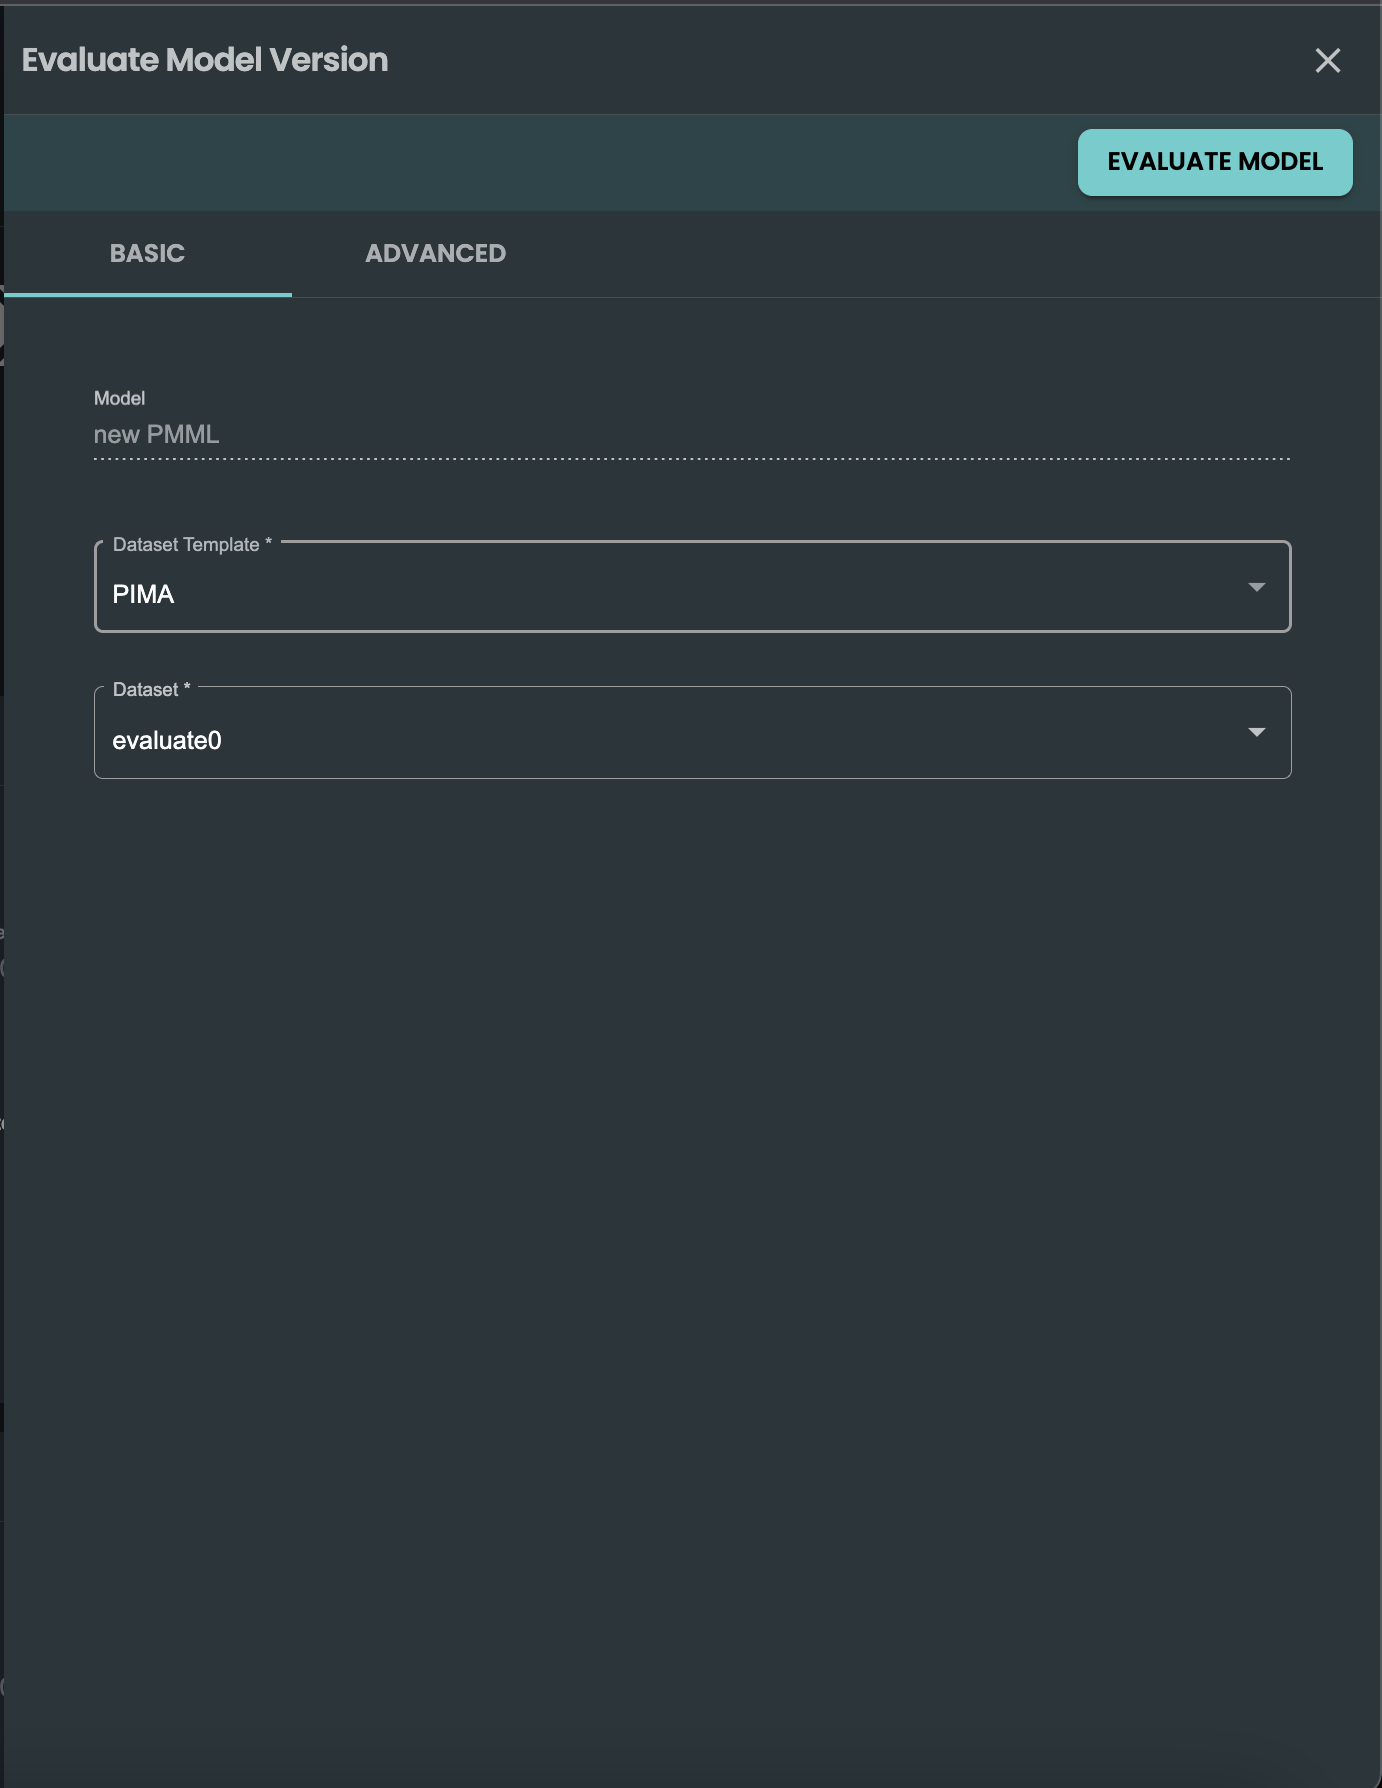 Evaluate Model Version
EVALUATE MODEL
BASIC
ADVANCED
Model
new PMML
Dataset Template *
PIMA
Dataset *
evaluate0